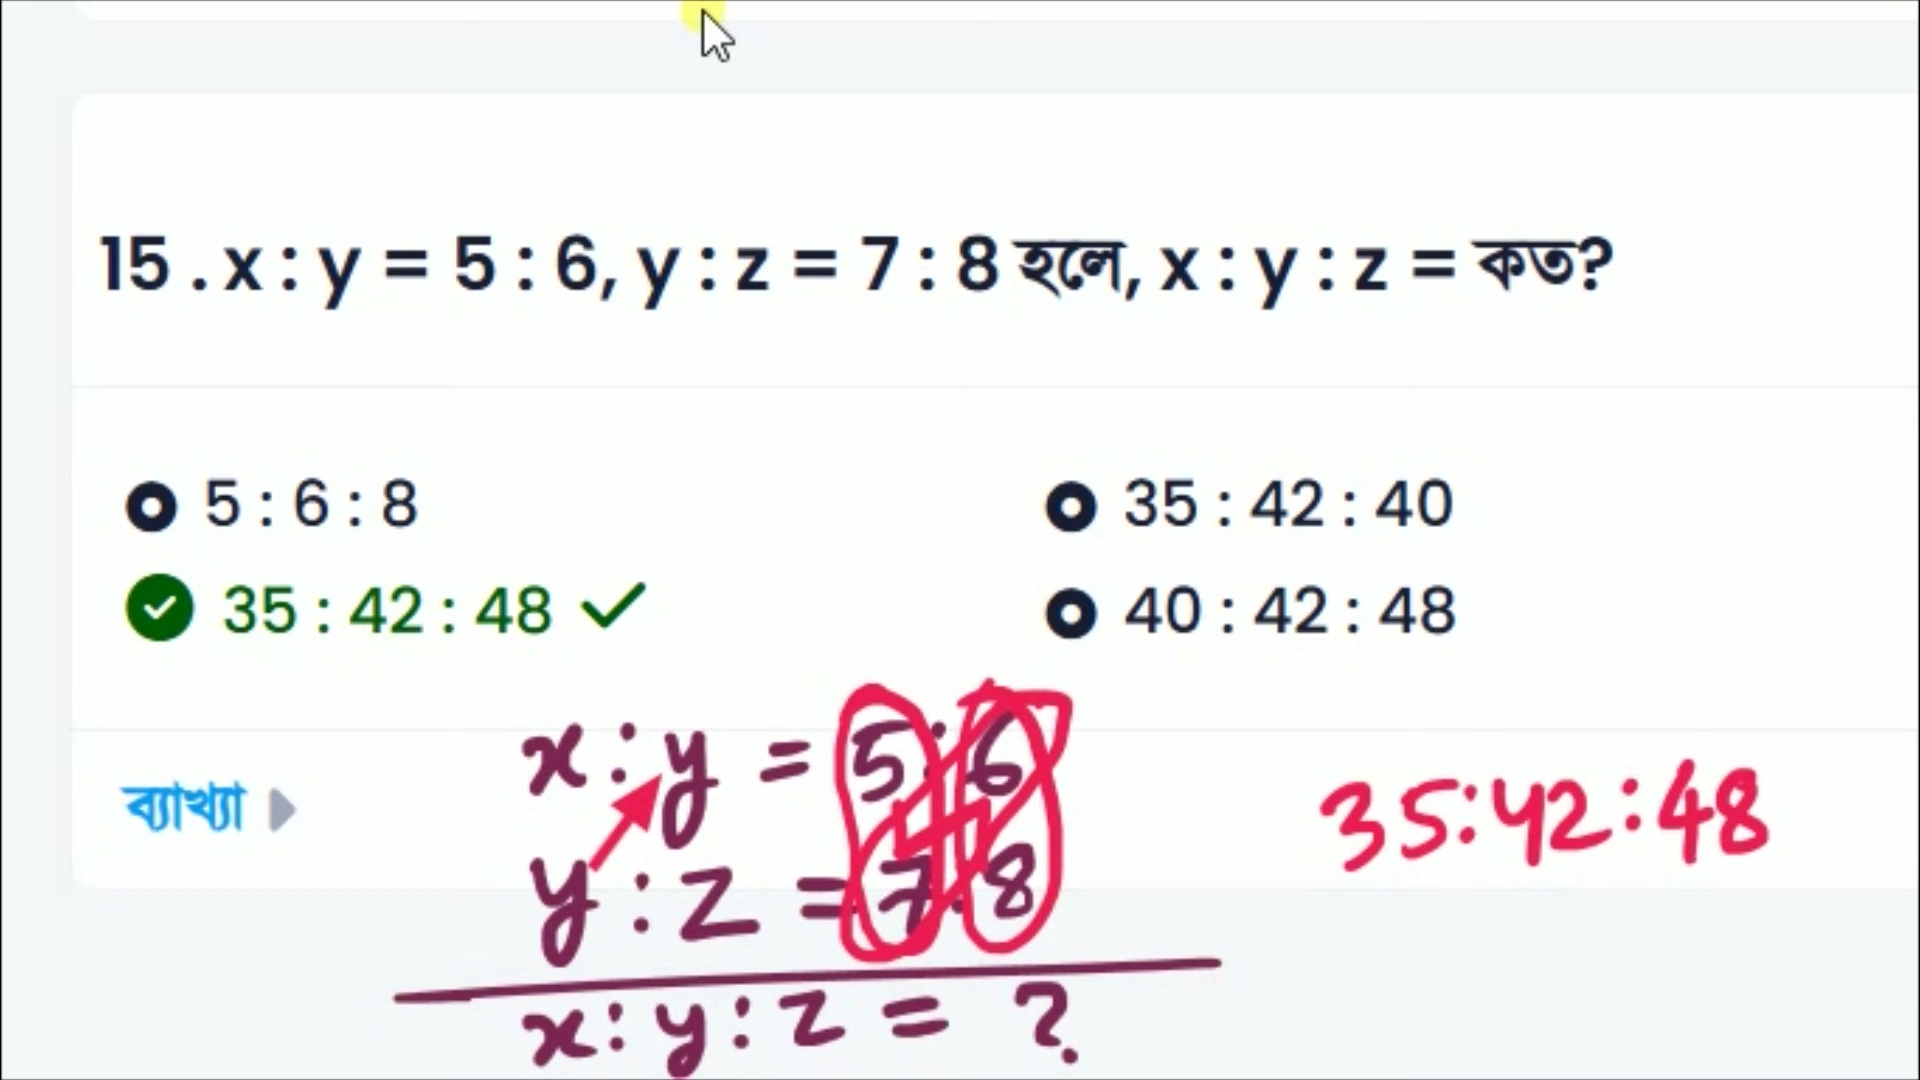 15 . x : y = 5 : 6, y : z = 7 : 8 হলে, x : y : z = কত?
5 : 6 : 8
35 : 42 : 40
35 : 42 : 48
40 : 42 : 48
ব্যাখ্যা
x : y = 5 : 6
35:42:48
y : z = 7 : 8
x : y : z = ?